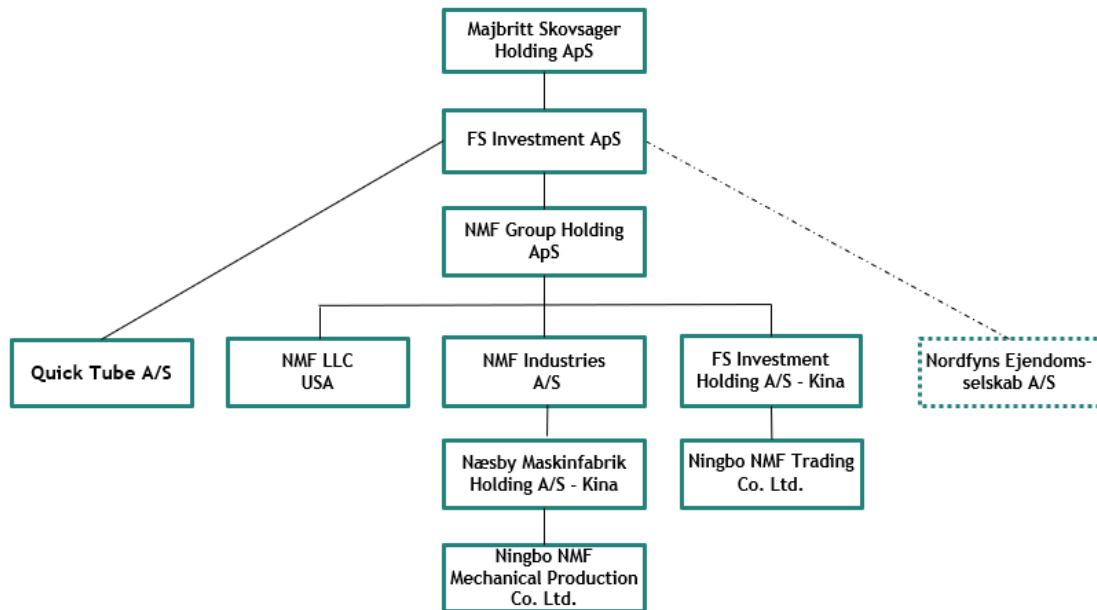 Majbritt Skovsager
Holding ApS
FS Investment ApS
NMF Group Holding
ApS
Quick Tube A/S
NMF LLC
USA
NMF Industries
A/S
FS Investment
Holding A/S - Kina
Nordfyns Ejendoms-
selskab A/S
Næsby Maskinfabrik
Holding A/S - Kina
Ningbo NMF Trading
Co. Ltd.
Ningbo NMF
Mechanical Production
Co. Ltd.